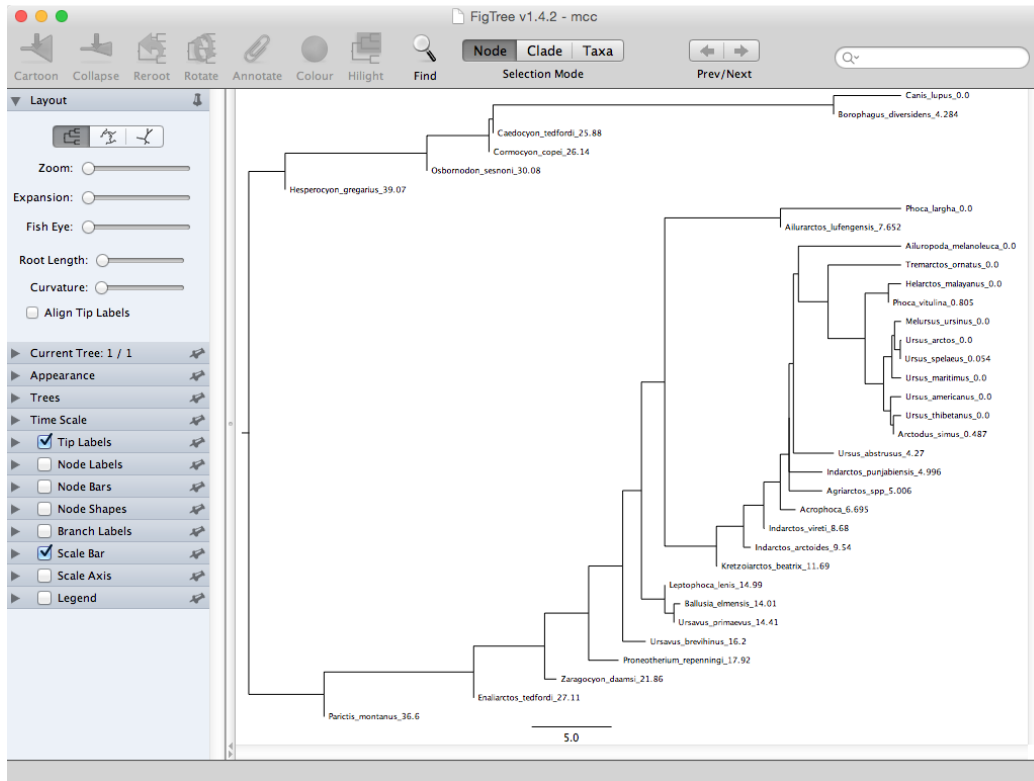 FigTree v1.4.2 - mcc
Cartoon Collapse Reroot Rotate Annotate Colour Hilight Find
Node Clade Taxa
Selection Mode
Prev/Next
Layout
Zoom:
Expansion:
Fish Eye:
Root Length:
Curvature:
Align Tip Labels
Current Tree: 1 / 1
Appearance
Trees
Time Scale
Tip Labels
Node Labels
Node Bars
Node Shapes
Branch Labels
Scale Bar
Scale Axis
Legend
Canis_lupus_0.0
Borophagus_diversidens_4.284
Caedocyon_tedfordi_25.88
Cormocyon_copei_26.14
Osbornodon_sesnoni_30.08
Hesperocyon_gregarius_39.07
Phoca_largha_0.0
Ailurarctos_lufengensis_7.652
Ailuropoda_melanoleuca_0.0
Tremarctos_ornatus_0.0
Helarctos_malayanus_0.0
Phoca_vitulina_0.805
Melursus_ursinus_0.0
Ursus_arctos_0.0
Ursus_spelaeus_0.054
Ursus_maritimus_0.0
Ursus_americanus_0.0
Ursus_thibetanus_0.0
Arctodus_simus_0.487
Ursus_abstrusus_4.27
Indarctos_punjabiensis_4.996
Agriarctos_spp_5.006
Acrophoca_6.695
Indarctos_vireti_8.68
Indarctos_arctoides_9.54
Kretzoiarctos_beatrix_11.69
Leptophoca_lenis_14.99
Ballusia_elmensis_14.01
Ursavus_primaevus_14.41
Ursavus_brevihinus_16.2
Proneotherium_repenningi_17.92
Zaragocyon_daamsi_21.86
Enaliarctos_tedfordi_27.11
Parictis_montanus_36.6
5.0